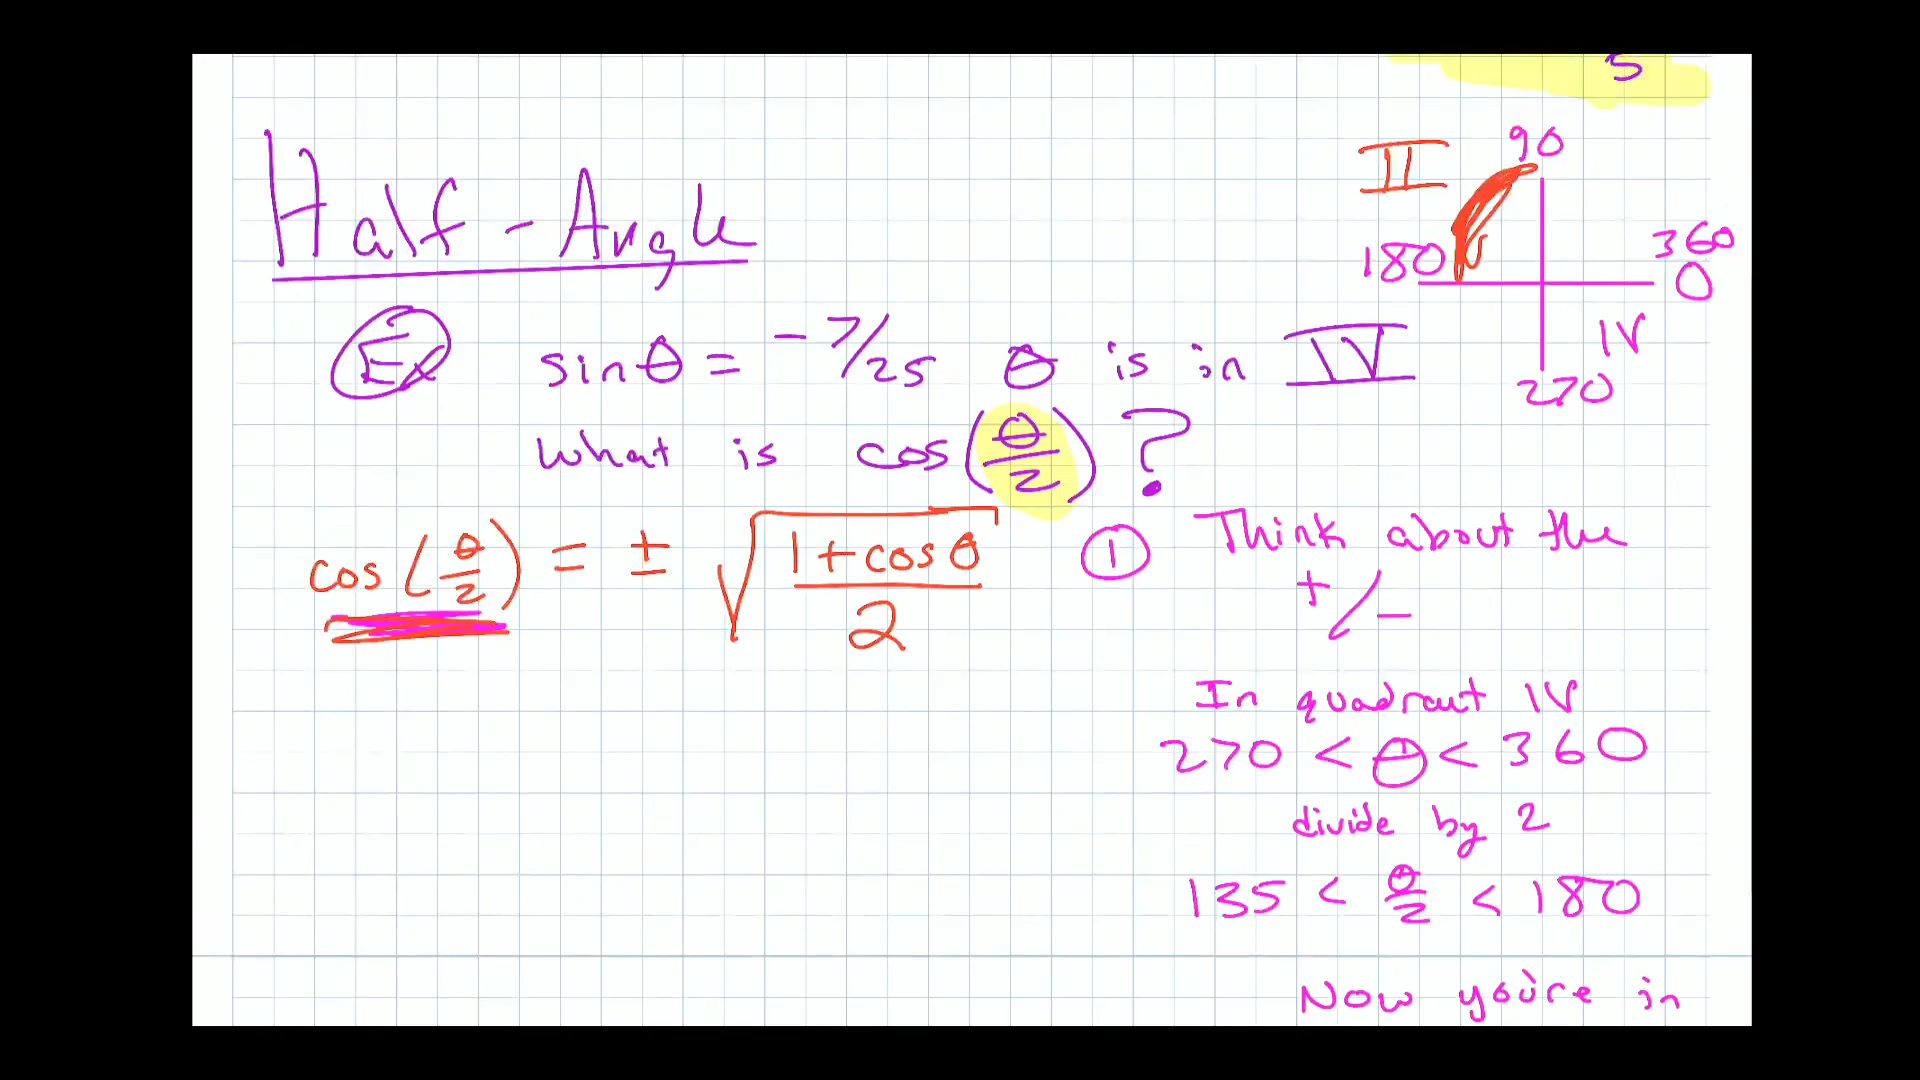 5
Half-Angle
II
90
180
360
0
IV
270
Ex sinθ = -7/25 θ is in IV
What is cos(θ/2)?
cos(θ/2) = ± √((1+cosθ)/2)
① Think about the
+/-
In quadrant IV
270 < θ < 360
divide by 2
135 < θ/2 < 180
Now you're in